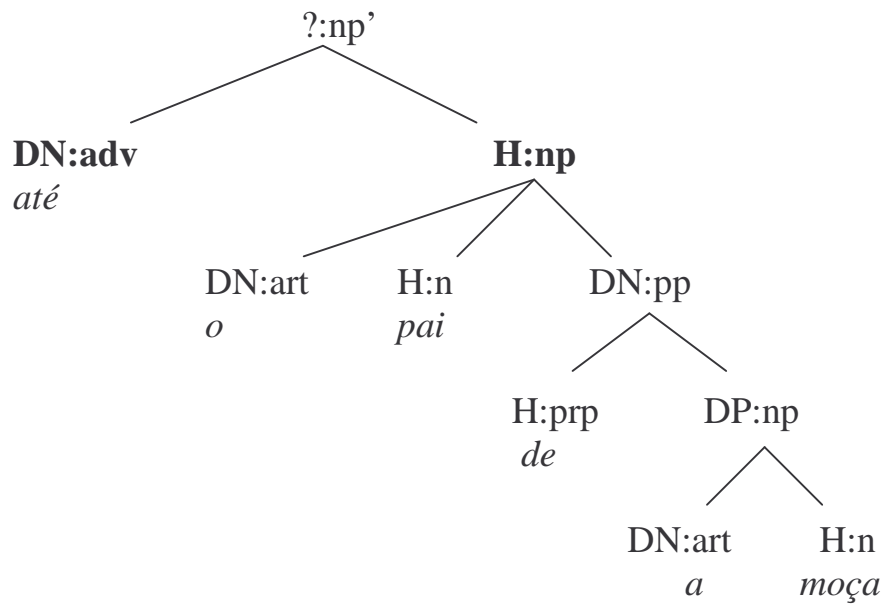 ?:np’
DN:adv H:np
até
DN:art H:n DN:pp
o pai
H:prp DP:np
de
DN:art H:n
a moça